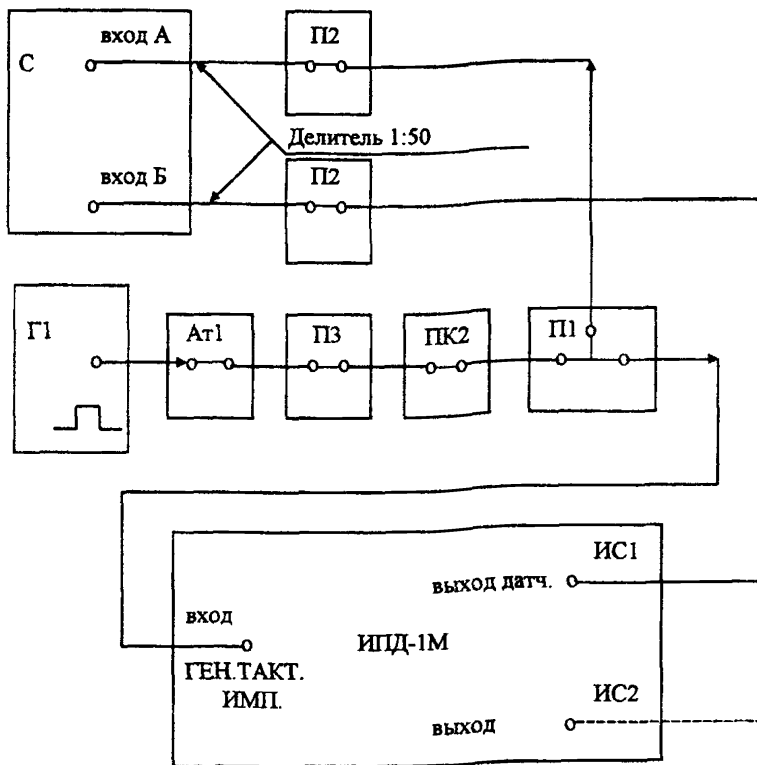 вход А
П2
С
Делитель 1:50
вход Б
П2
Г1
Ат1
П3
ПК2
П1
ИС1
выход датч.
вход
ИПД-1М
ГЕН.ТАКТ.
ИМП.
ИС2
выход